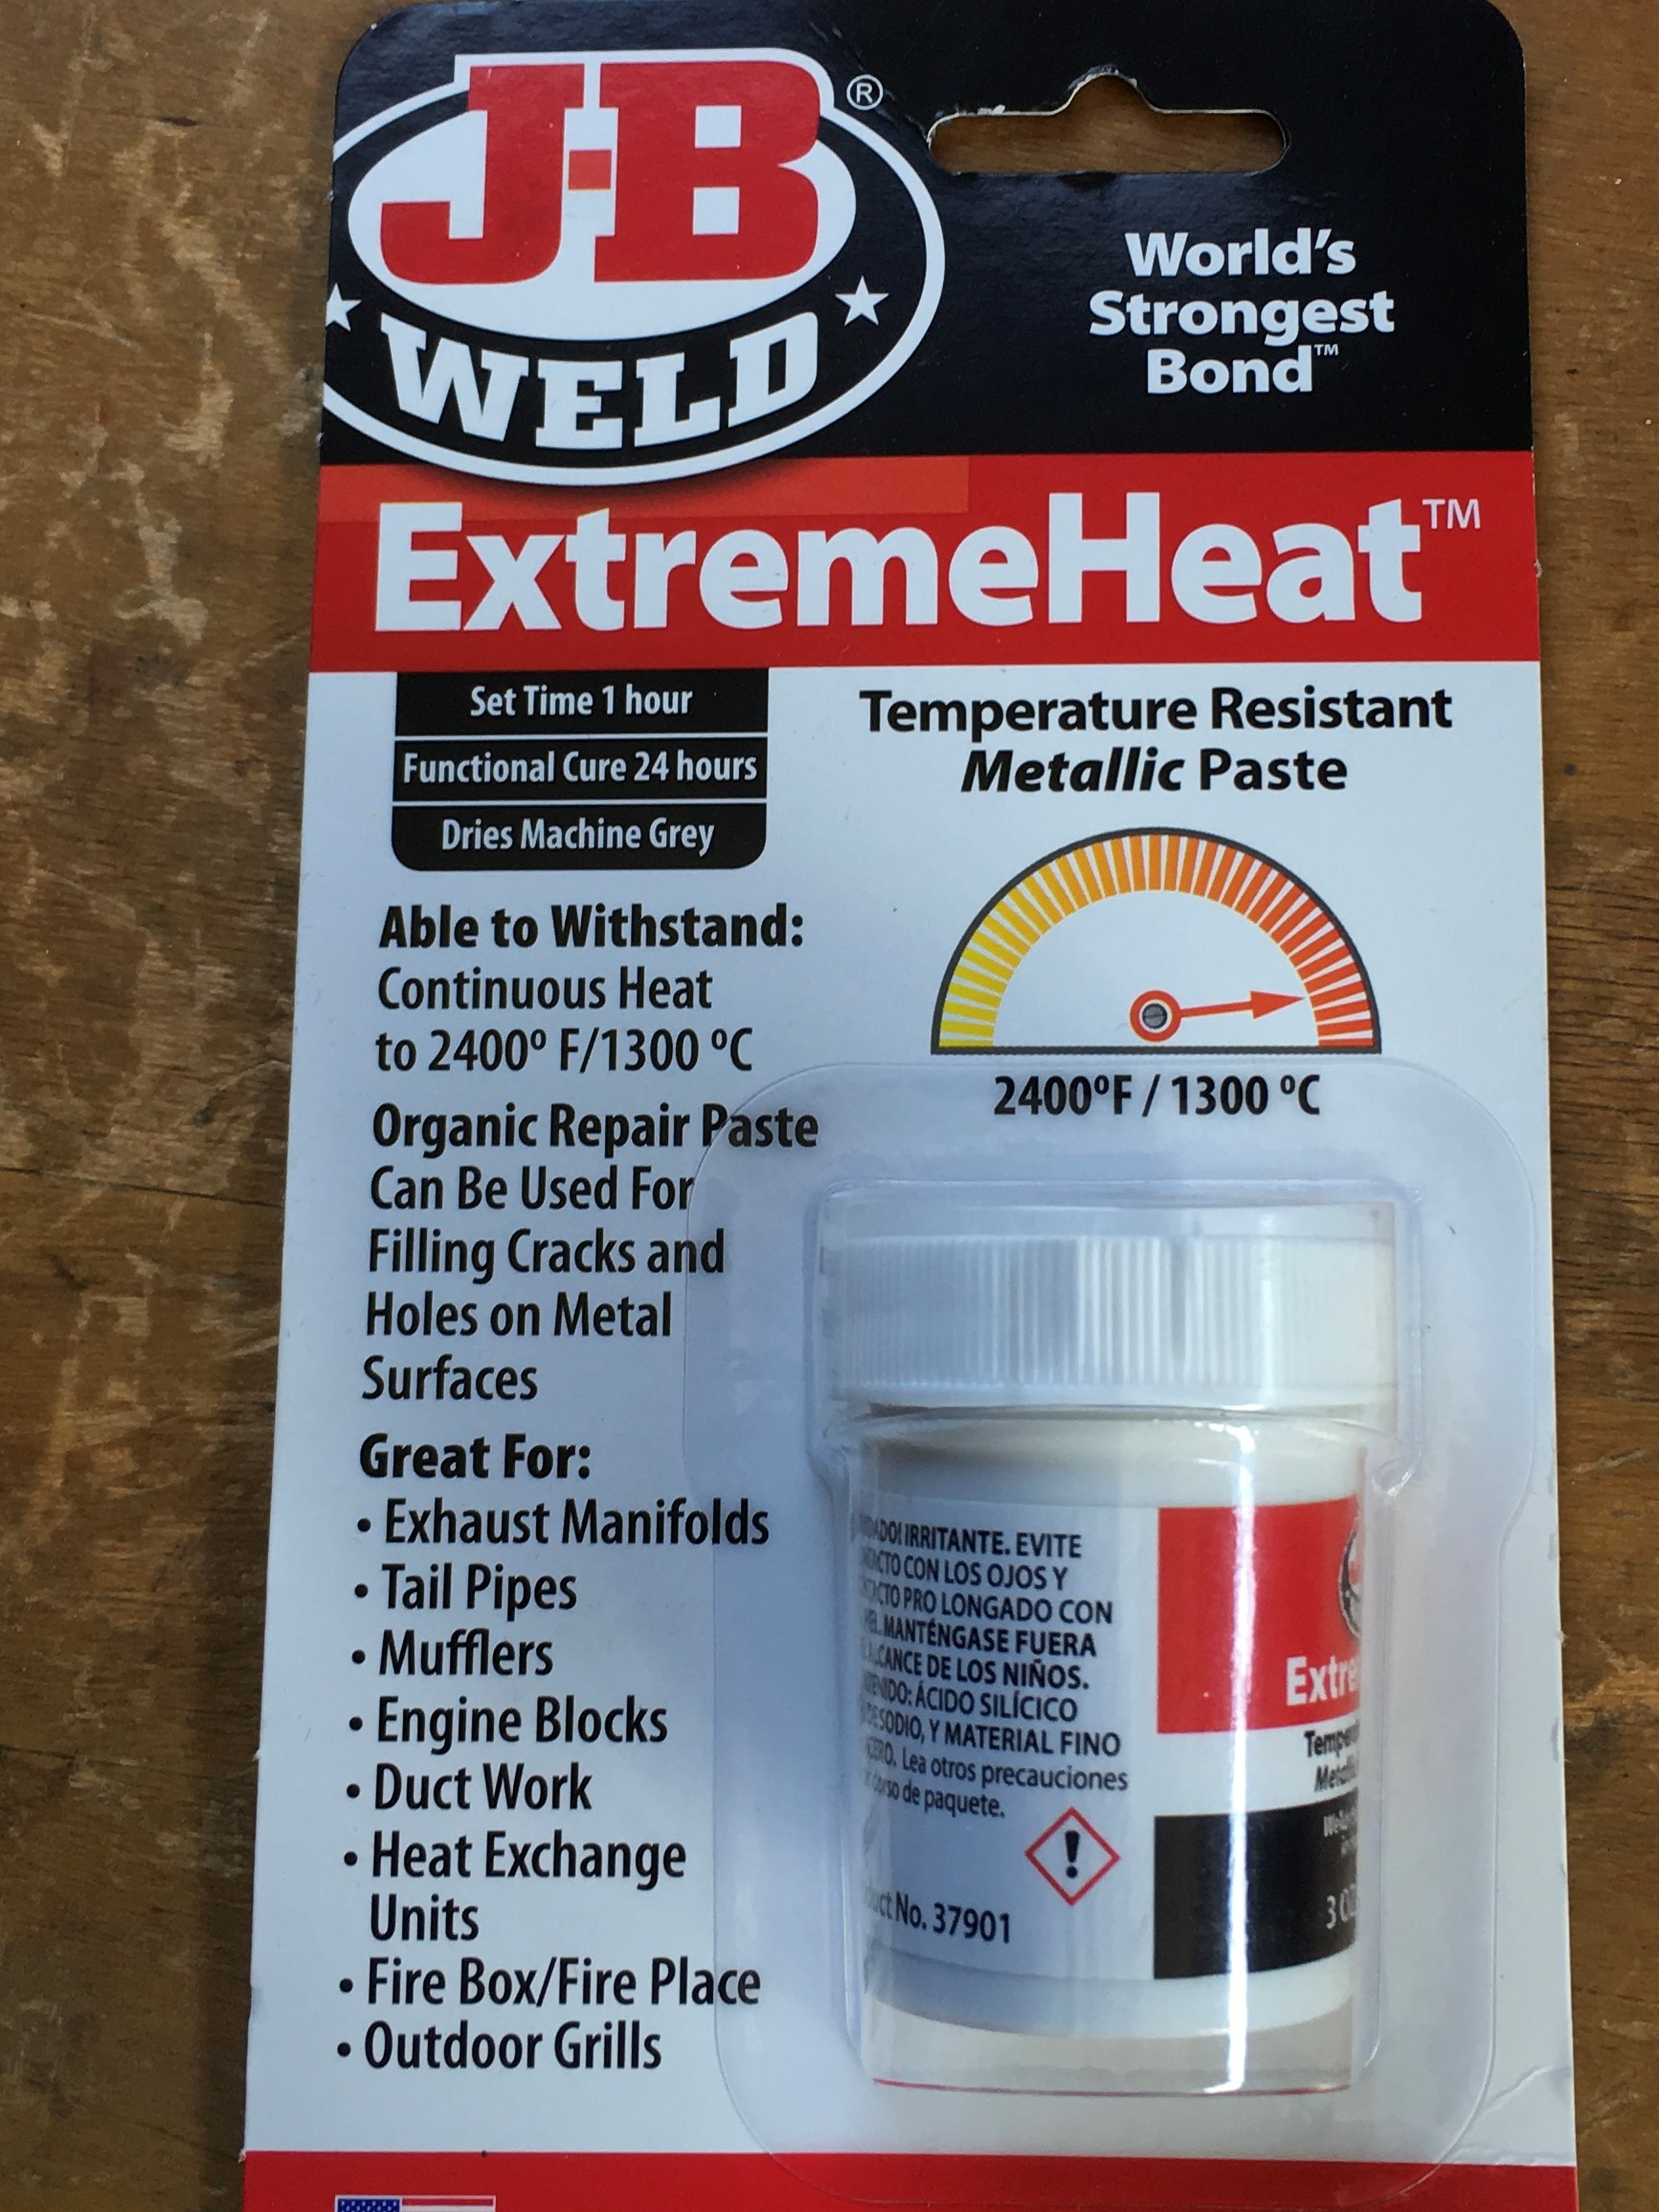 J-B ®
WELD
World's
Strongest
Bond™
ExtremeHeat™
Set Time 1 hour
Functional Cure 24 hours
Dries Machine Grey
Temperature Resistant
Metallic Paste
Able to Withstand:
Continuous Heat
to 2400º F/1300 ºC
2400ºF / 1300 ºC
Organic Repair Paste
Can Be Used For
Filling Cracks and
Holes on Metal
Surfaces
Great For:
• Exhaust Manifolds
• Tail Pipes
• Mufflers
• Engine Blocks
• Duct Work
• Heat Exchange
Units
• Fire Box/Fire Place
• Outdoor Grills
IRRITANTE. EVITE
CON LOS OJOS Y
PRO LONGADO CON
MANTÉNGASE FUERA
DE LOS NIÑOS.
ÁCIDO SILÍCICO
SODIO, Y MATERIAL FINO
Lea otros precauciones
de paquete.
No. 37901
Extre
Tempe
3